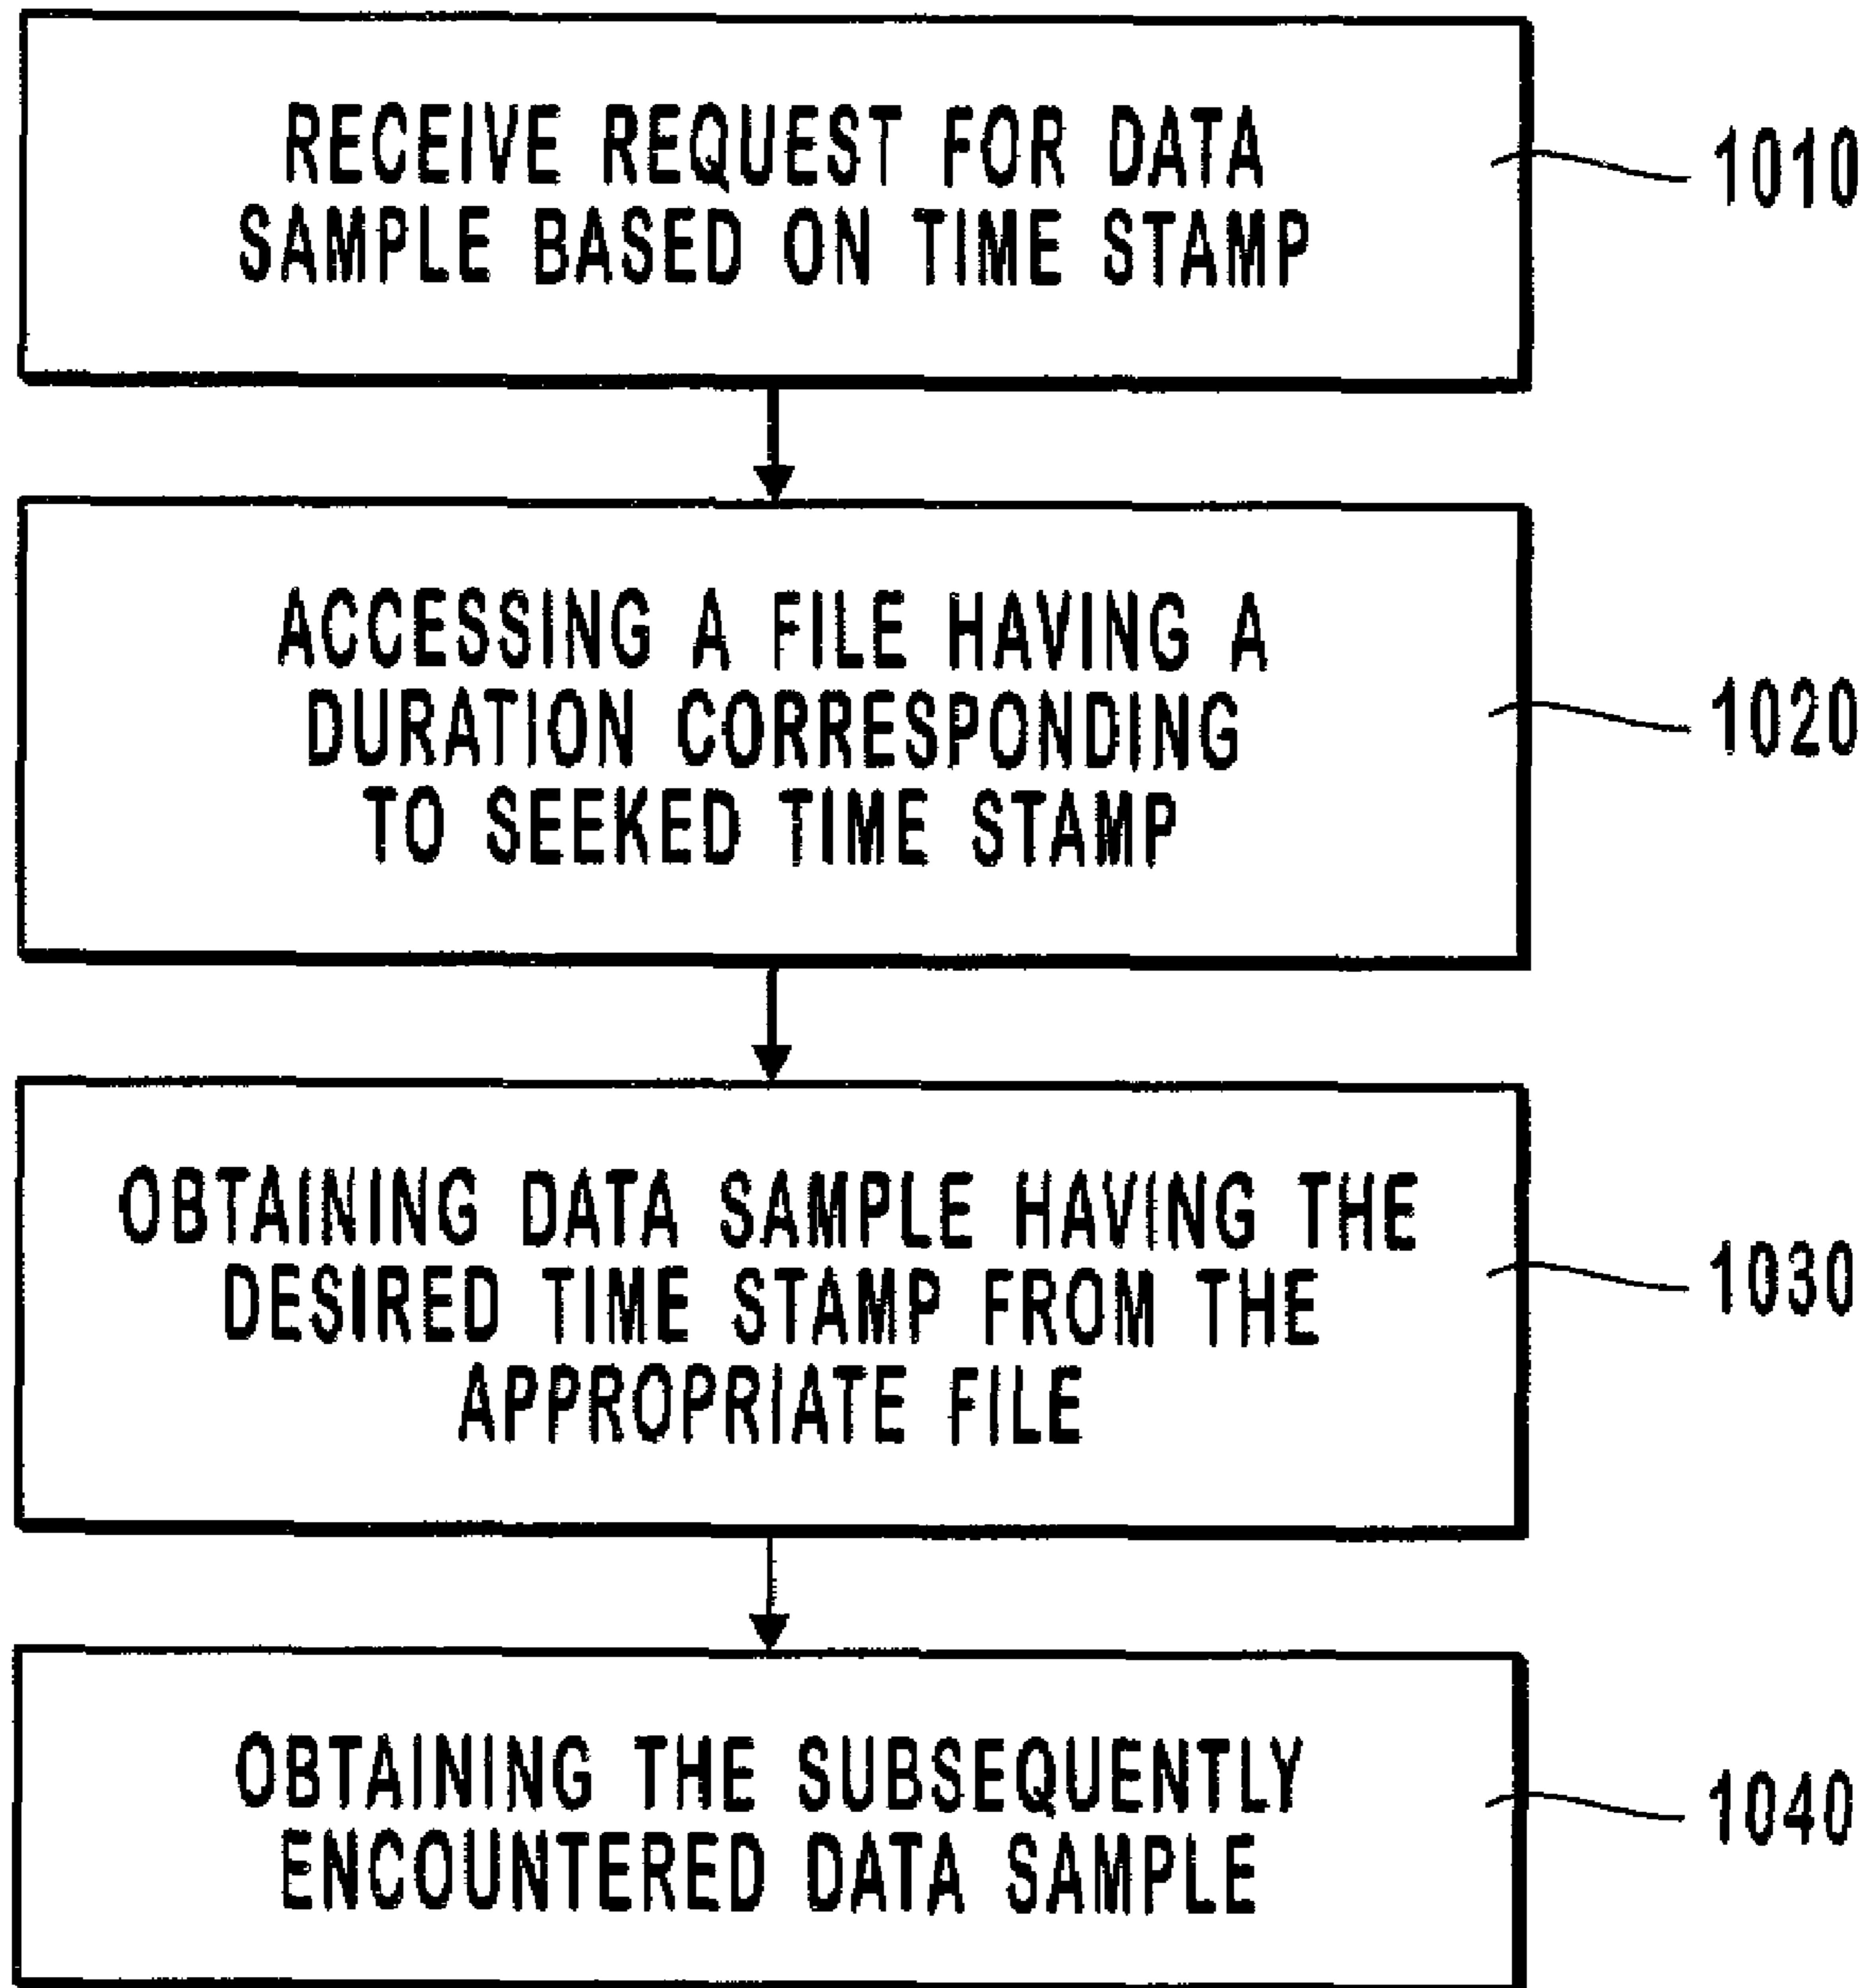 RECEIVE REQUEST FOR DATA
SAMPLE BASED ON TIME STAMP
1010
ACCESSING A FILE HAVING A
DURATION CORRESPONDING
TO SEEKED TIME STAMP
1020
OBTAINING DATA SAMPLE HAVING THE
DESIRED TIME STAMP FROM THE
APPROPRIATE FILE
1030
OBTAINING THE SUBSEQUENTLY
ENCOUNTERED DATA SAMPLE
1040